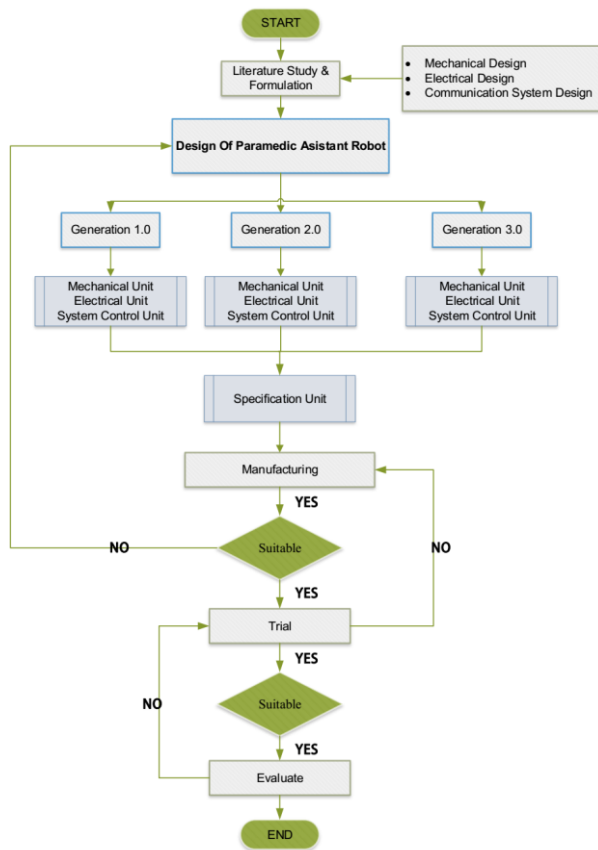 START
Literature Study &
Formulation
• Mechanical Design
• Electrical Design
• Communication System Design
Design Of Paramedic Asistant Robot
Generation 1.0
Generation 2.0
Generation 3.0
Mechanical Unit
Electrical Unit
System Control Unit
Mechanical Unit
Electrical Unit
System Control Unit
Mechanical Unit
Electrical Unit
System Control Unit
Specification Unit
Manufacturing
YES
NO
Suitable
NO
YES
Trial
YES
NO
Suitable
YES
Evaluate
END